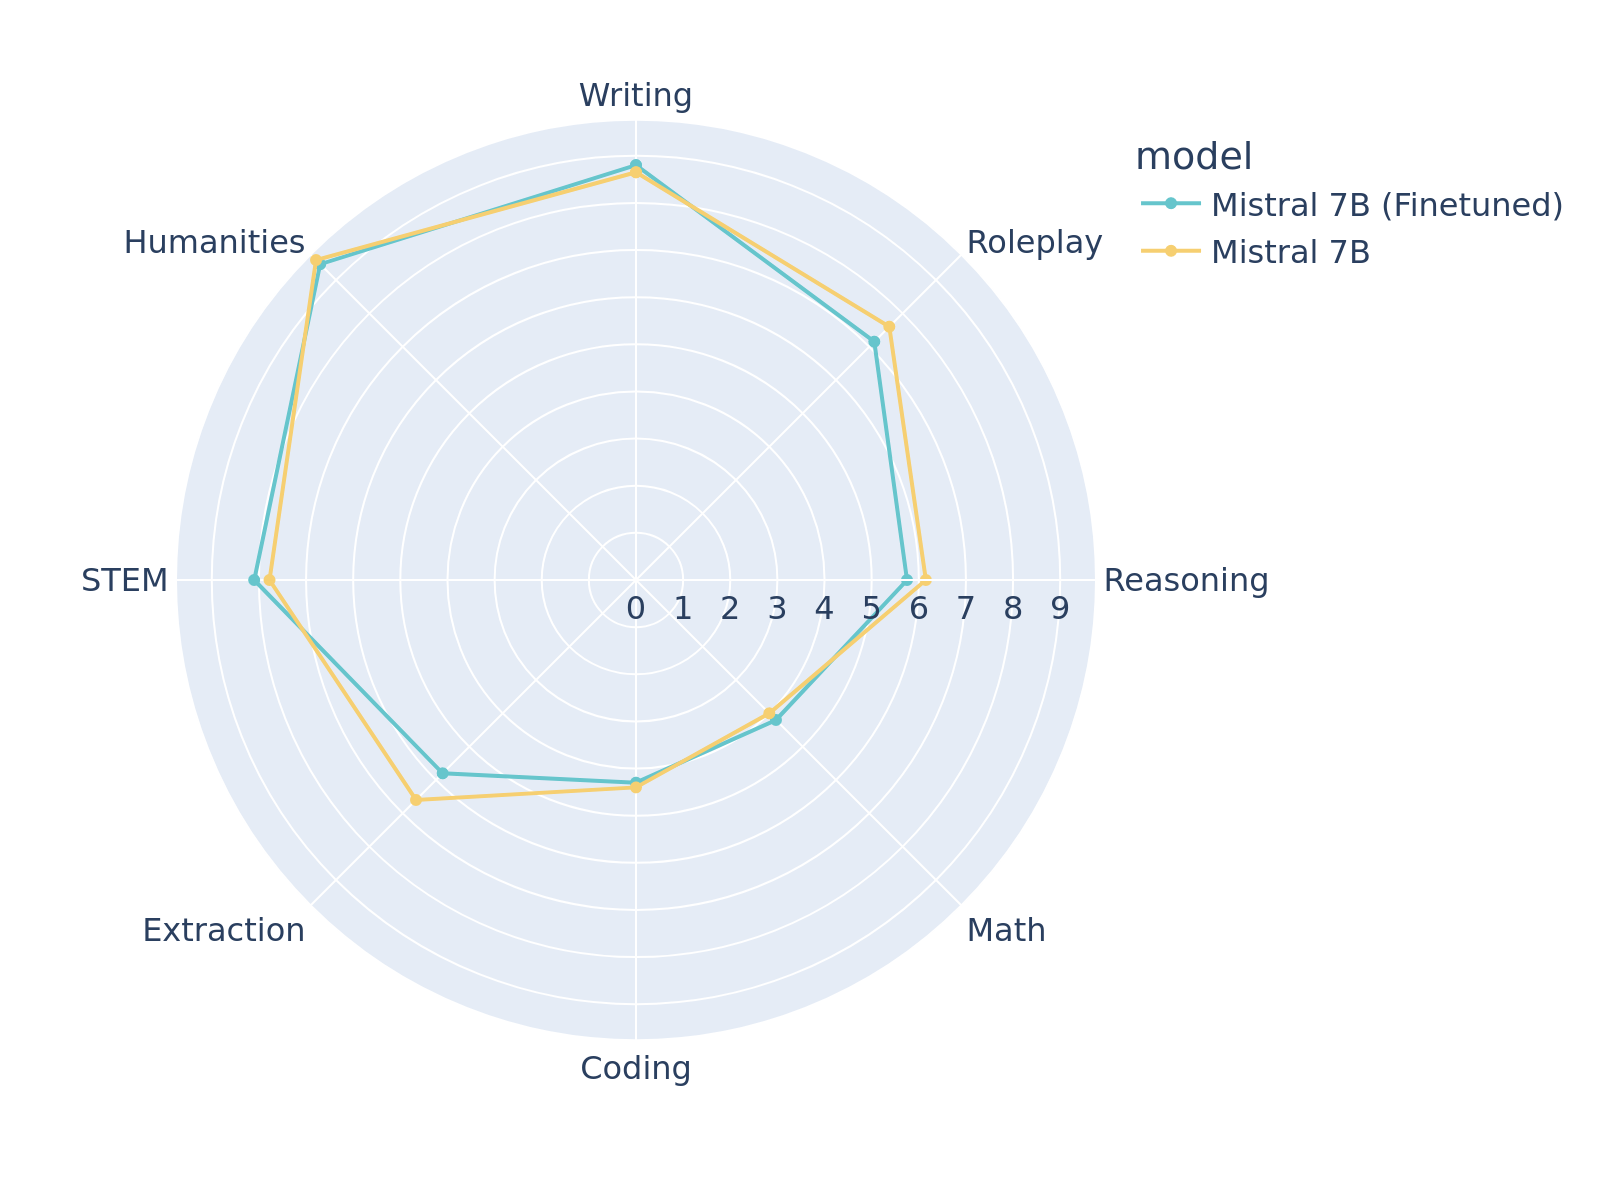 Writing
model
Mistral 7B (Finetuned)
Mistral 7B
Humanities
Roleplay
STEM
Reasoning
0 1 2 3 4 5 6 7 8 9
Extraction
Math
Coding